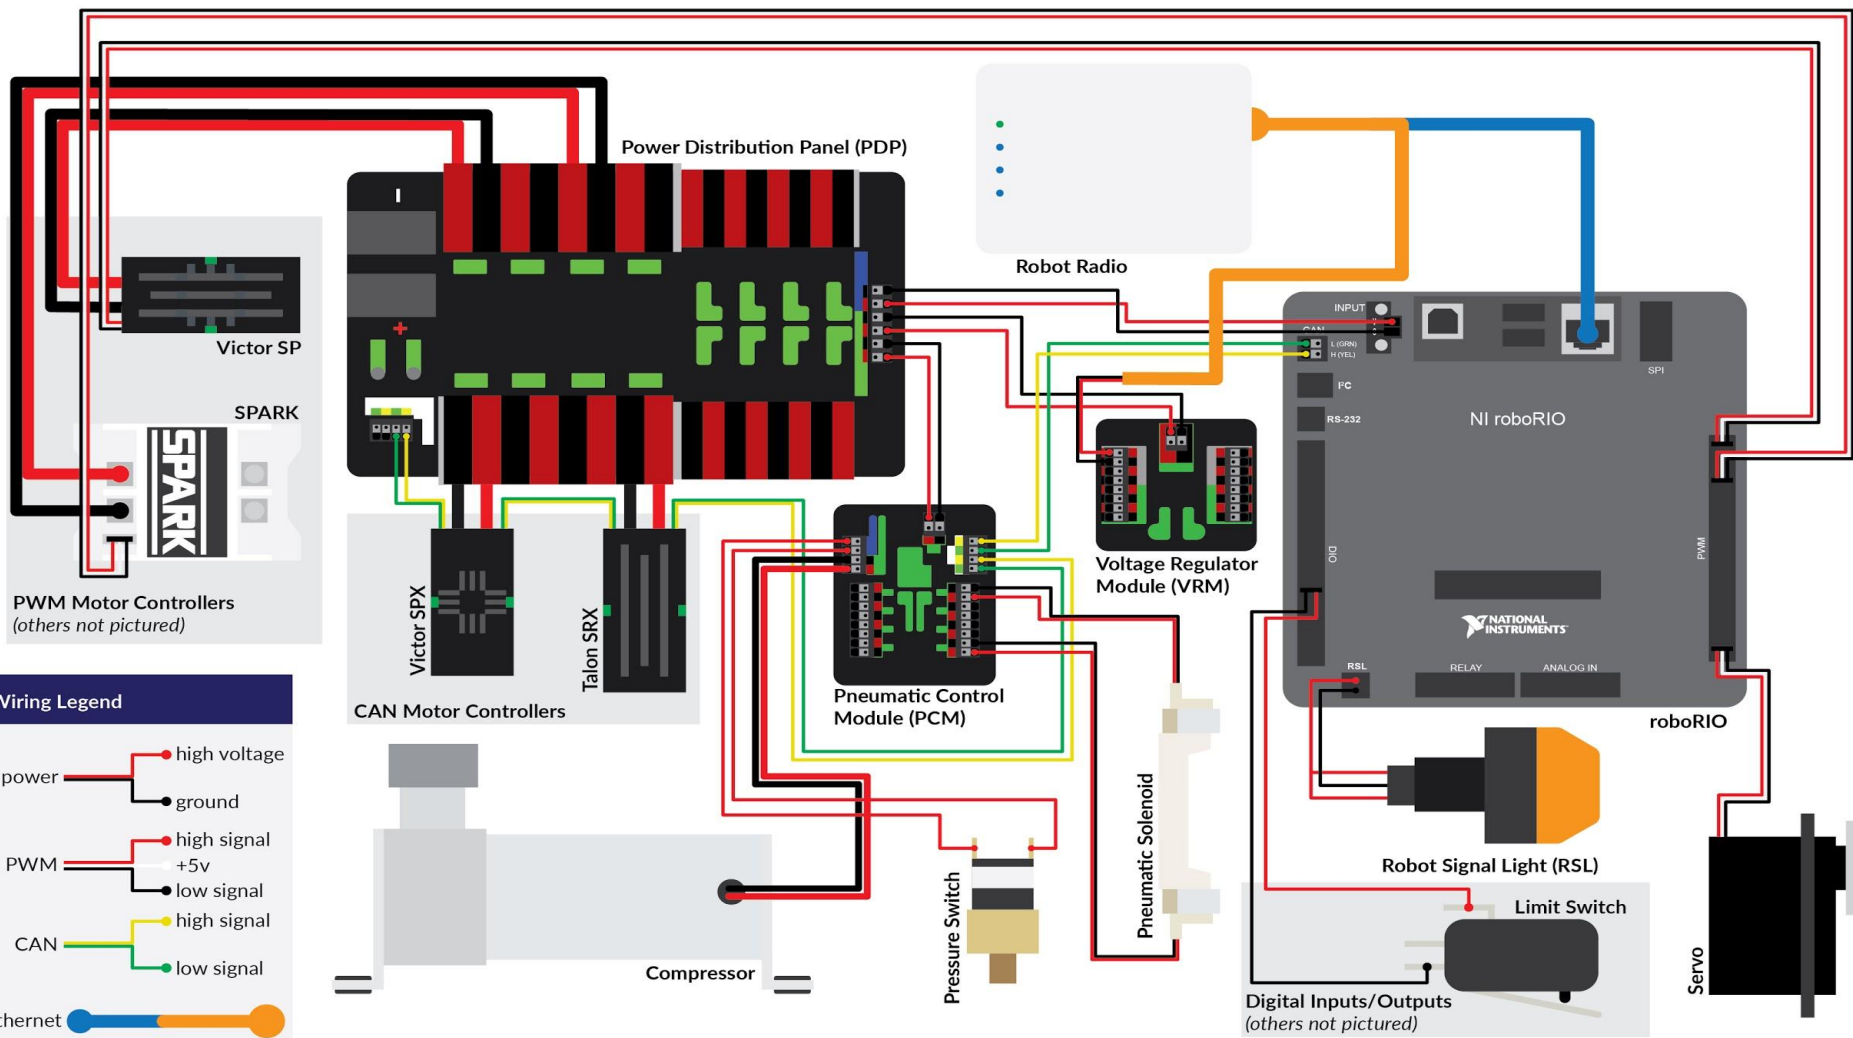 Power Distribution Panel (PDP)
Robot Radio
Victor SP
SPARK
SPARK
PWM Motor Controllers
(others not pictured)
INPUT
CAN
L (GRN)
H (YEL)
I²C
RS-232
SPI
NI roboRIO
DIO
PWM
NATIONAL
INSTRUMENTS
RSL
RELAY
ANALOG IN
roboRIO
Voltage Regulator
Module (VRM)
Victor SPX
Talon SRX
CAN Motor Controllers
Pneumatic Control
Module (PCM)
Wiring Legend
power
high voltage
ground
PWM
high signal
+5v
low signal
CAN
high signal
low signal
thernet
Compressor
Pressure Switch
Pneumatic Solenoid
Robot Signal Light (RSL)
Limit Switch
Digital Inputs/Outputs
(others not pictured)
Servo